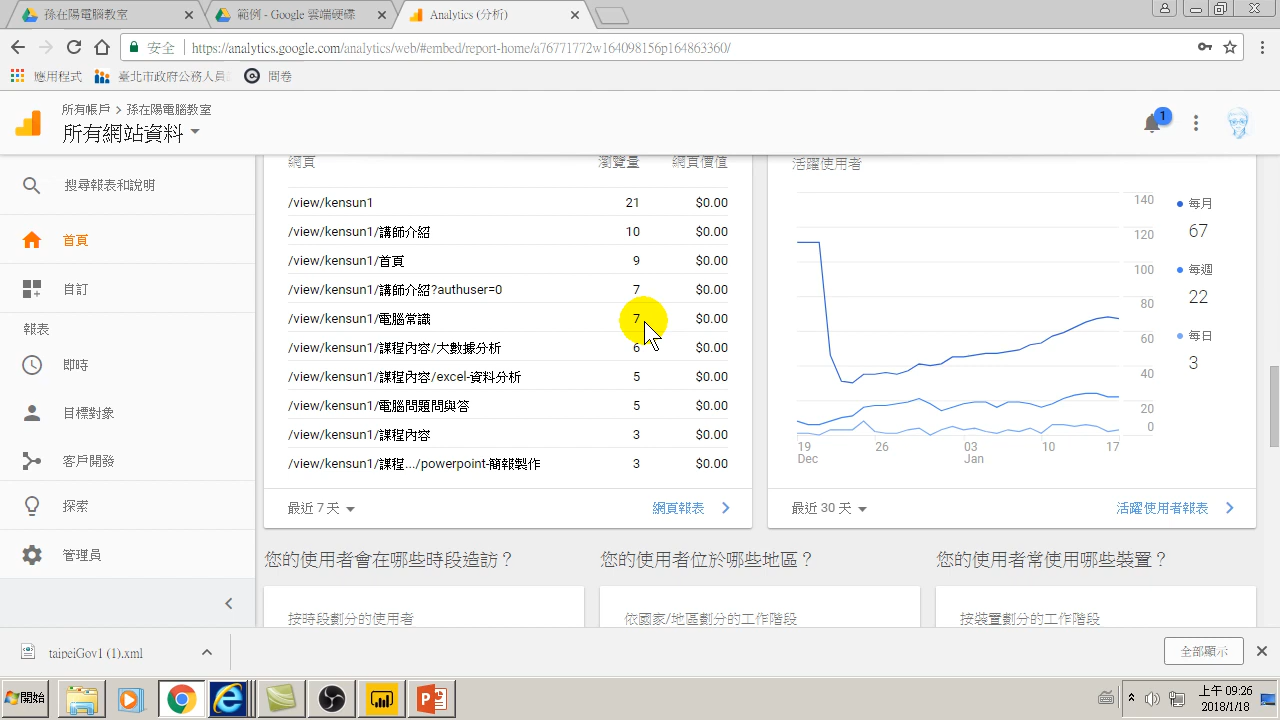 孫在陽電腦教室
範例 - Google 雲端硬碟
Analytics (分析)
安全
https://analytics.google.com/analytics/web/#embed/report-home/a76771772w164098156p164863360/
應用程式
臺北市政府公務人員
問卷
所有帳戶 > 孫在陽電腦教室
所有網站資料
1
搜尋報表和說明
首頁
自訂
報表
即時
目標對象
客戶開發
探索
管理員
網頁 瀏覽量 網頁價值
/view/kensun1 21 $0.00
/view/kensun1/講師介紹 10 $0.00
/view/kensun1/首頁 9 $0.00
/view/kensun1/講師介紹?authuser=0 7 $0.00
/view/kensun1/電腦常識 7 $0.00
/view/kensun1/課程內容/大數據分析 6 $0.00
/view/kensun1/課程內容/excel-資料分析 5 $0.00
/view/kensun1/電腦問題問與答 5 $0.00
/view/kensun1/課程內容 3 $0.00
/view/kensun1/課程.../powerpoint-簡報製作 3 $0.00
最近 7 天
網頁報表
活躍使用者
140
120
100
80
60
40
20
0
19 26 03 10 17
Dec Jan
每月
67
每週
22
每日
3
最近 30 天
活躍使用者報表
您的使用者會在哪些時段造訪？
您的使用者位於哪些地區？
您的使用者常使用哪些裝置？
按時段劃分的使用者
依國家/地區劃分的工作階段
按裝置劃分的工作階段
taipeiGov1 (1).xml
全部顯示
開始
上午 09:26
2018/1/18